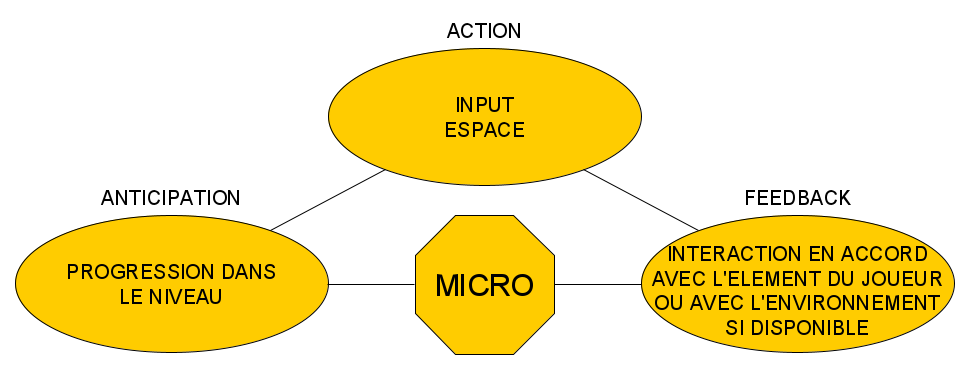 ACTION
INPUT
ESPACE
ANTICIPATION
PROGRESSION DANS
LE NIVEAU
MICRO
FEEDBACK
INTERACTION EN ACCORD
AVEC L'ELEMENT DU JOUEUR
OU AVEC L'ENVIRONNEMENT
SI DISPONIBLE